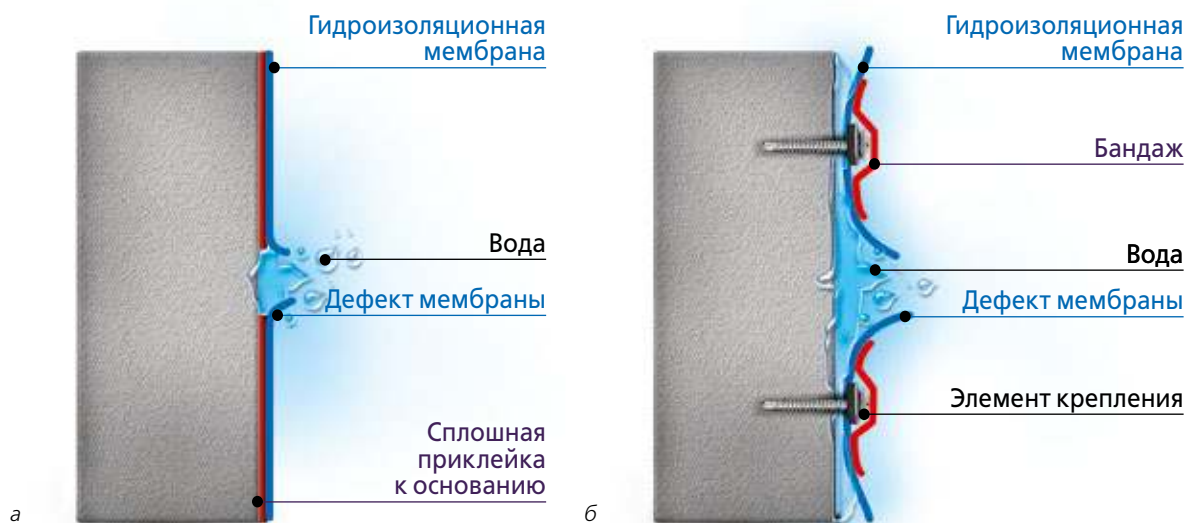 Гидроизоляционная
мембрана
Вода
Дефект мембраны
Сплошная
приклейка
к основанию
а
Гидроизоляционная
мембрана
Бандаж
Вода
Дефект мембраны
Элемент крепления
б